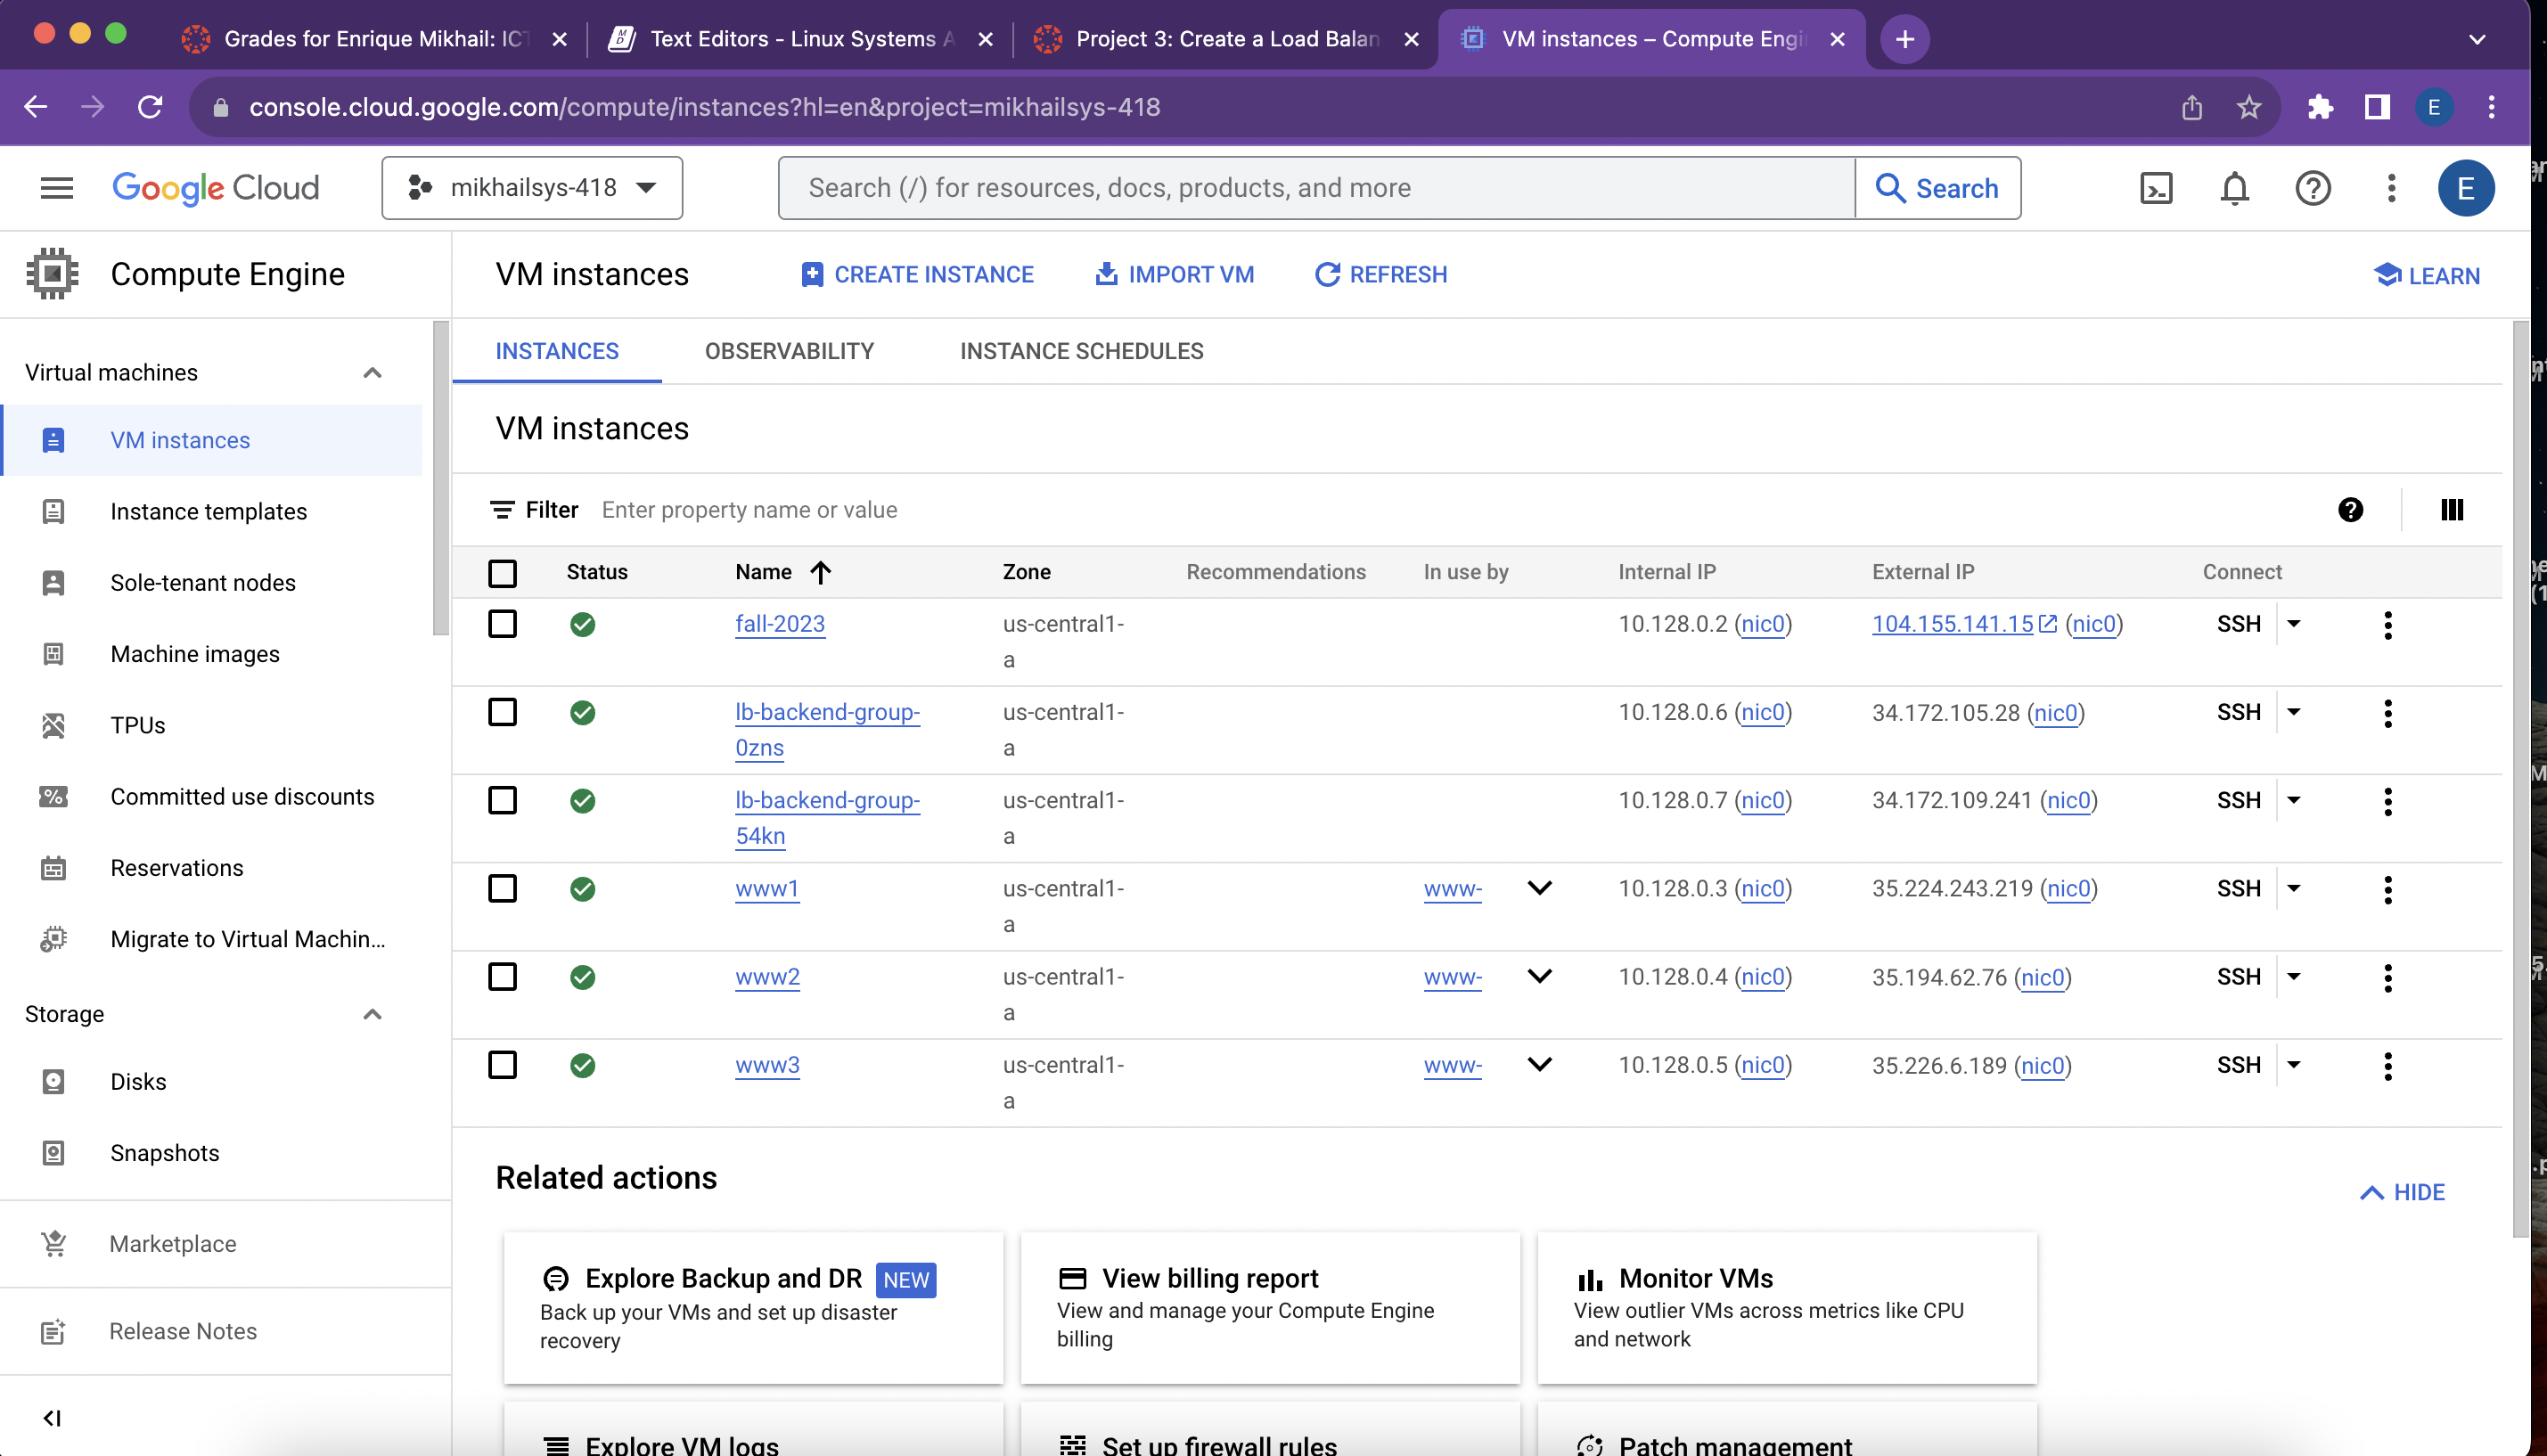 Grades for Enrique Mikhail: IC
Text Editors - Linux Systems A
Project 3: Create a Load Balan
VM instances – Compute Engi
console.cloud.google.com/compute/instances?hl=en&project=mikhailsys-418
E
Google Cloud
mikhailsys-418
Search (/) for resources, docs, products, and more
Search
E
Compute Engine
VM instances
CREATE INSTANCE
IMPORT VM
REFRESH
LEARN
Virtual machines
VM instances
Instance templates
Sole-tenant nodes
Machine images
TPUs
Committed use discounts
Reservations
Migrate to Virtual Machin...
Storage
Disks
Snapshots
Marketplace
Release Notes
INSTANCES
OBSERVABILITY
INSTANCE SCHEDULES
VM instances
Filter Enter property name or value
Status Name Zone Recommendations In use by Internal IP External IP Connect
fall-2023 us-central1- 10.128.0.2 (nic0) 104.155.141.15 (nic0) SSH
a
lb-backend-group- us-central1- 10.128.0.6 (nic0) 34.172.105.28 (nic0) SSH
0zns a
lb-backend-group- us-central1- 10.128.0.7 (nic0) 34.172.109.241 (nic0) SSH
54kn a
www1 us-central1- www- 10.128.0.3 (nic0) 35.224.243.219 (nic0) SSH
a
www2 us-central1- www- 10.128.0.4 (nic0) 35.194.62.76 (nic0) SSH
a
www3 us-central1- www- 10.128.0.5 (nic0) 35.226.6.189 (nic0) SSH
a
Related actions
HIDE
Explore Backup and DR NEW
Back up your VMs and set up disaster
recovery
View billing report
View and manage your Compute Engine
billing
Monitor VMs
View outlier VMs across metrics like CPU
and network
Explore VM logs
Set up firewall rules
Patch management